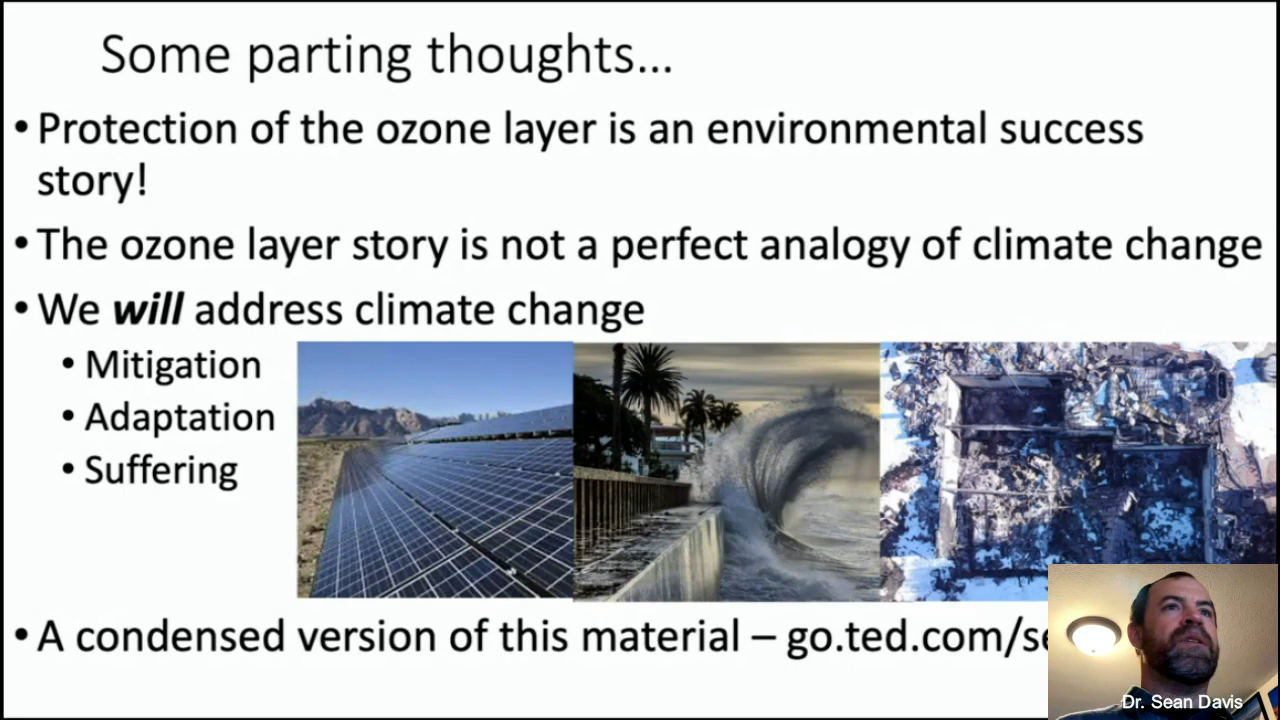 Some parting thoughts...
• Protection of the ozone layer is an environmental success
story!
• The ozone layer story is not a perfect analogy of climate change
• We will address climate change
• Mitigation
• Adaptation
• Suffering
• A condensed version of this material – go.ted.com/se
Dr. Sean Davis